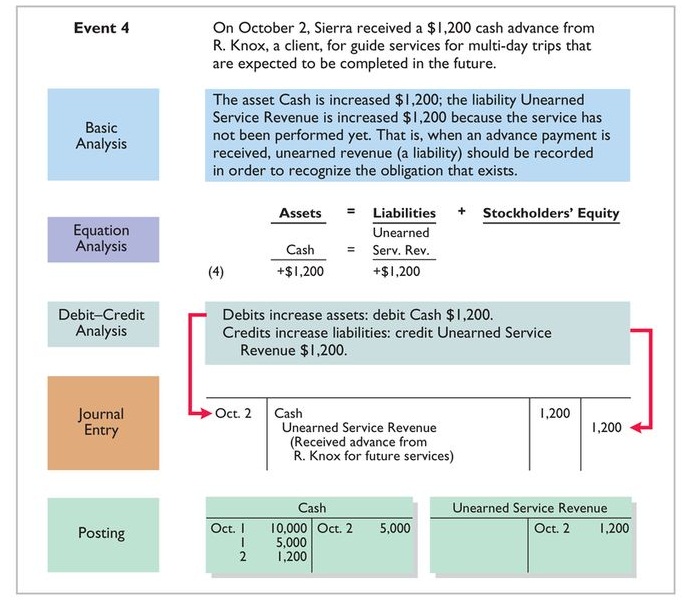 Event 4
On October 2, Sierra received a $1,200 cash advance from
R. Knox, a client, for guide services for multi-day trips that
are expected to be completed in the future.
Basic
Analysis
The asset Cash is increased $1,200; the liability Unearned
Service Revenue is increased $1,200 because the service has
not been performed yet. That is, when an advance payment is
received, unearned revenue (a liability) should be recorded
in order to recognize the obligation that exists.
Equation
Analysis
Assets = Liabilities + Stockholders' Equity
Unearned
Cash = Serv. Rev.
(4) +$1,200 +$1,200
Debit–Credit
Analysis
Debits increase assets: debit Cash $1,200.
Credits increase liabilities: credit Unearned Service
Revenue $1,200.
Journal
Entry
Oct. 2 Cash 1,200
Unearned Service Revenue 1,200
(Received advance from
R. Knox for future services)
Posting
Cash
Oct. 1 10,000 Oct. 2 5,000
1 5,000
2 1,200
Unearned Service Revenue
Oct. 2 1,200